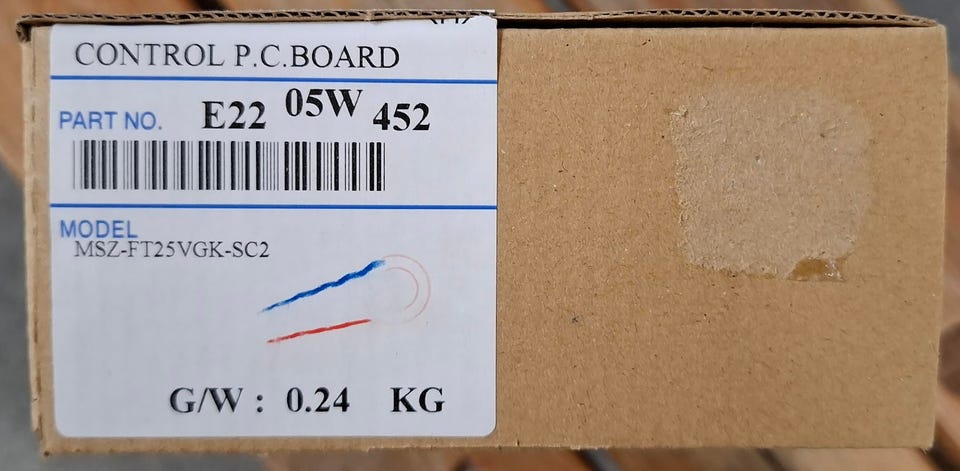 CONTROL P.C.BOARD
PART NO. E22 05W 452
MODEL
MSZ-FT25VGK-SC2
G/W : 0.24 KG